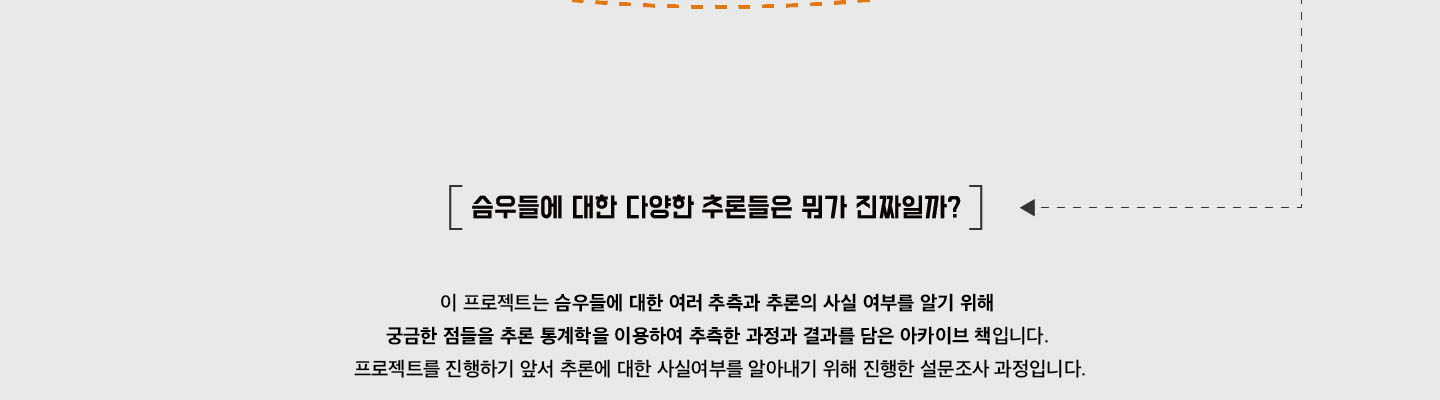 [ 슴우들에 대한 다양한 추론들은 뭐가 진짜일까? ]
이 프로젝트는 슴우들에 대한 여러 추측과 추론의 사실 여부를 알기 위해
궁금한 점들을 추론 통계학을 이용하여 추측한 과정과 결과를 담은 아카이브 책입니다.
프로젝트를 진행하기 앞서 추론에 대한 사실여부를 알아내기 위해 진행한 설문조사 과정입니다.